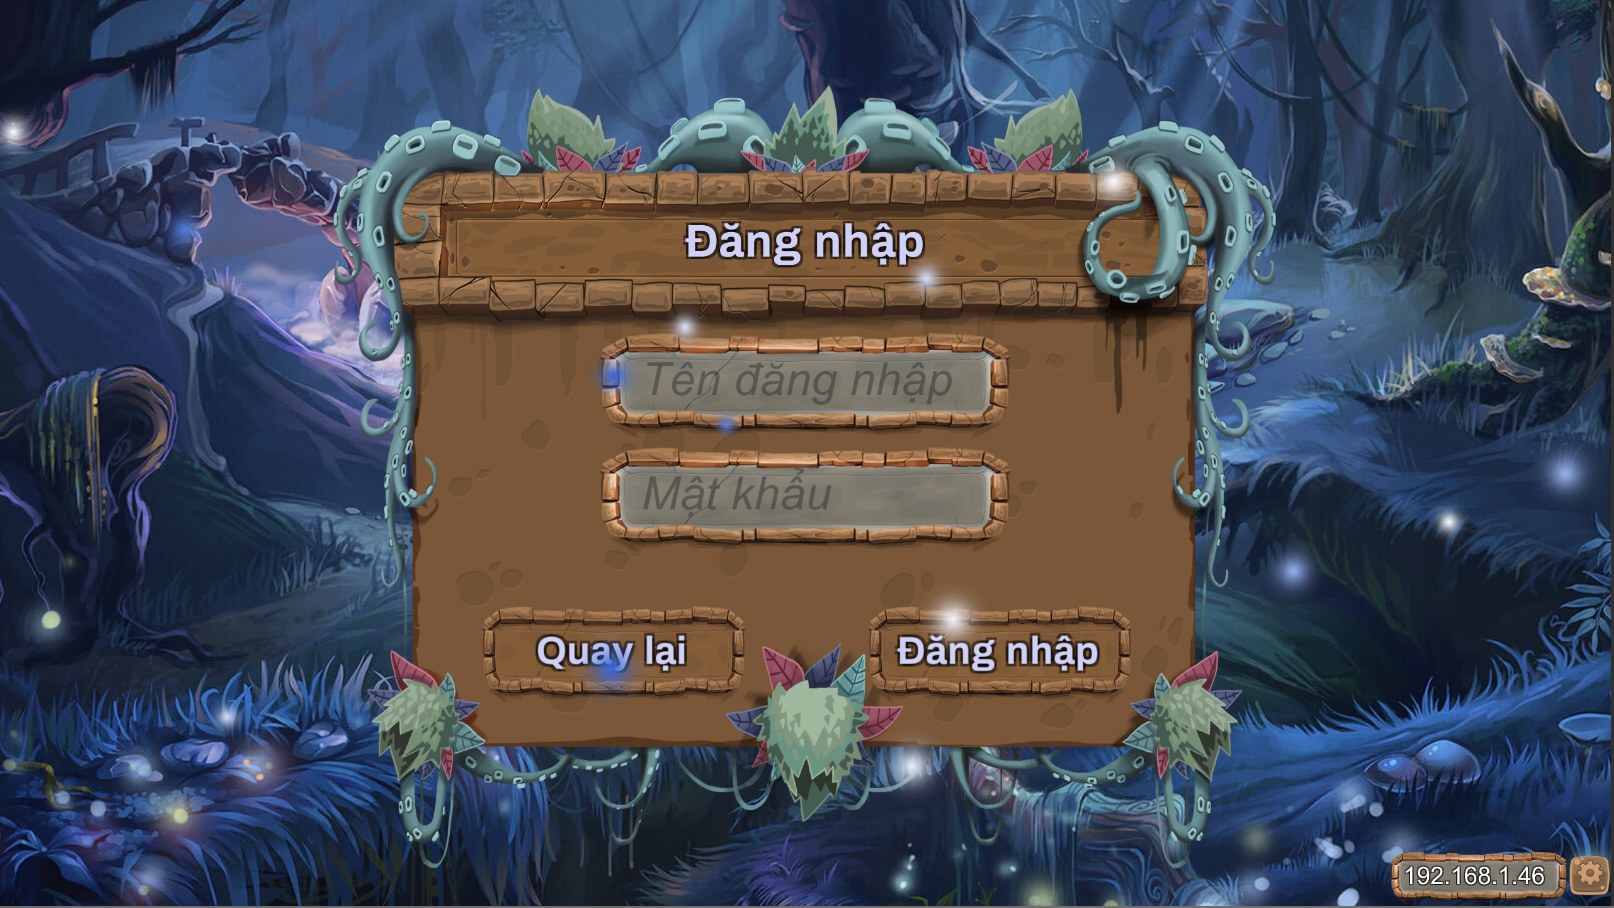 Đăng nhập
Tên đăng nhập
Mật khẩu
Quay lại
Đăng nhập
192.168.1.46